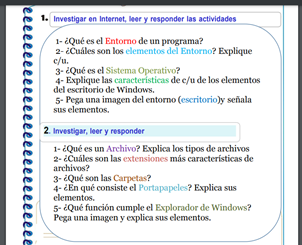 1. Investigar en Internet, leer y responder las actividades
1- ¿Qué es el Entorno de un programa?
2- ¿Cuáles son los elementos del Entorno? Explique
c/u.
3- ¿Qué es el Sistema Operativo?
4- Explique las características de c/u de los elementos
del escritorio de Windows.
5- Pega una imagen del entorno (escritorio)y señala
sus elementos.
2. Investigar, leer y responder
1- ¿Qué es un Archivo? Explica los tipos de archivos
2- ¿Cuáles son las extensiones más características de
archivos?
3- ¿Qué son las Carpetas?
4- ¿En qué consiste el Portapapeles? Explica sus
elementos.
5- ¿Qué función cumple el Explorador de Windows?
Pega una imagen y explica sus elementos.